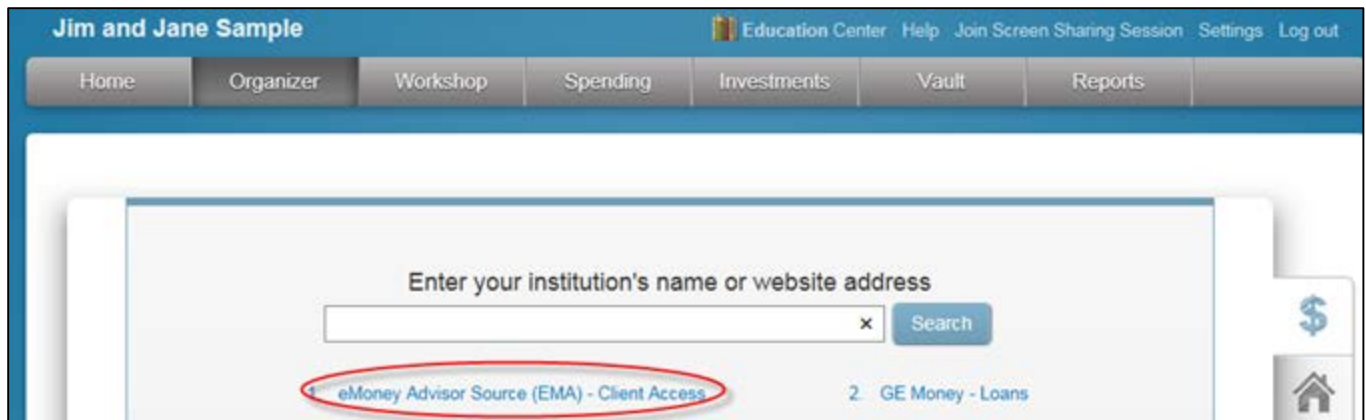 Jim and Jane Sample Education Center Help Join Screen Sharing Session Settings Log out
Home Organizer Workshop Spending Investments Vault Reports
Enter your institution's name or website address
× Search
$
1. eMoney Advisor Source (EMA) - Client Access 2. GE Money - Loans